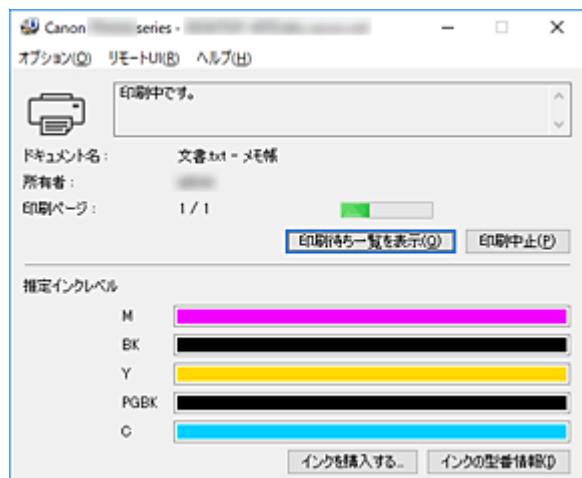 Canon series -
オプション(O) リモートUI(R) ヘルプ(H)
印刷中です。
ドキュメント名 : 文書.txt - メモ帳
所有者 :
印刷ページ : 1 / 1
印刷待ち一覧を表示(Q) 印刷中止(P)
推定インクレベル
M
BK
Y
PGBK
C
インクを購入する... インクの型番情報(I)